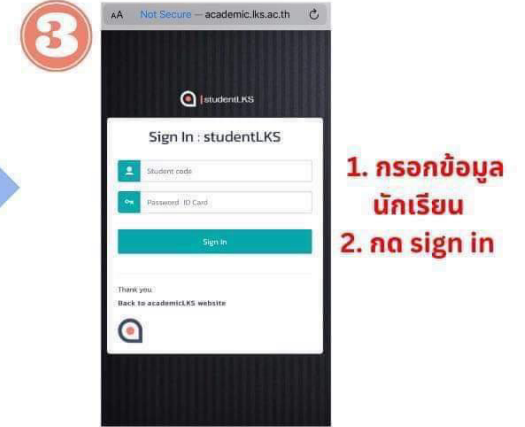 3
AA Not Secure — academic.lks.ac.th
|studentLKS
Sign In : studentLKS
Student code
Password ID Card
Sign In
Thank you
Back to academicLKS website
1. กรอกข้อมูล
นักเรียน
2. กด sign in